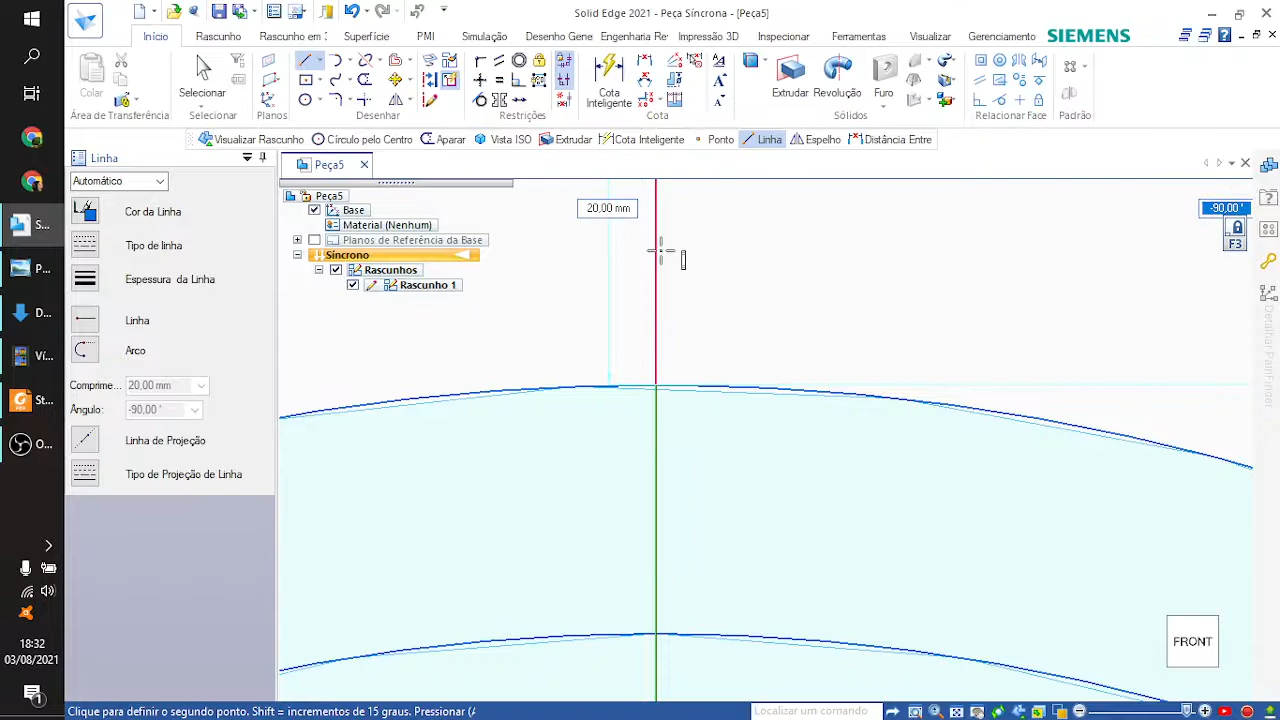 Solid Edge 2021 - Peça Síncrona - [Peça5]
Início
Rascunho
Rascunho em :
Superfície
PMI
Simulação
Desenho Gene
Engenharia Re
Impressão 3D
Inspecionar
Ferramentas
Visualizar
Gerenciamento
SIEMENS
Colar
Selecionar
Cota
Inteligente
Extrudar
Revolução
Furo
Área de Transferência
Selecionar
Planos
Desenhar
Restrições
Cota
Sólidos
Relacionar Face
Padrão
Visualizar Rascunho
Círculo pelo Centro
Aparar
Vista ISO
Extrudar
Cota Inteligente
Ponto
Linha
Espelho
Distância Entre
Linha
Peça5
Automático
Cor da Linha
Tipo de linha
Espessura da Linha
Linha
Arco
Comprime...
20,00 mm
Angulo:
-90,00 °
Linha de Projeção
Tipo de Projeção de Linha
Peça5
Base
Material (Nenhum)
Planos de Referência da Base
Síncrono
Rascunhos
Rascunho 1
20,00 mm
-90,00 °
F3
Detalhar PathFinder
FRONT
S...
P...
D...
Ví...
St...
O...
18:32
03/08/2021
1
Clique para definir o segundo ponto. Shift = incrementos de 15 graus. Pressionar (A
Localizar um comando